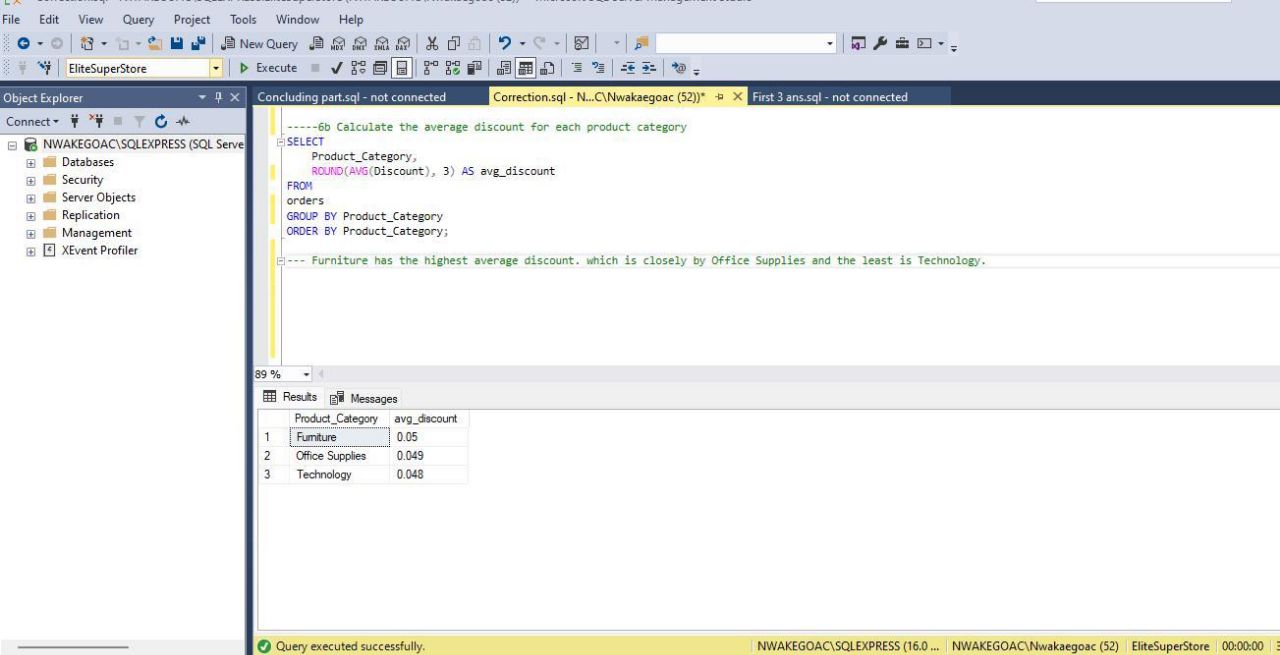 File Edit View Query Project Tools Window Help
New Query MDX DMX XMLA DAX
EliteSuperStore Execute
Object Explorer
Concluding part.sql - not connected Correction.sql - N...C\Nwakaegoac (52))* First 3 ans.sql - not connected
Connect
NWAKEGOAC\SQLEXPRESS (SQL Serve
Databases
Security
Server Objects
Replication
Management
XEvent Profiler
-----6b Calculate the average discount for each product category
SELECT
Product_Category,
ROUND(AVG(Discount), 3) AS avg_discount
FROM
orders
GROUP BY Product_Category
ORDER BY Product_Category;
--- Furniture has the highest average discount. which is closely by Office Supplies and the least is Technology.
89 %
Results Messages
Product_Category avg_discount
1 Furniture 0.05
2 Office Supplies 0.049
3 Technology 0.048
Query executed successfully. NWAKEGOAC\SQLEXPRESS (16.0 ... NWAKEGOAC\Nwakaegoac (52) EliteSuperStore 00:00:00